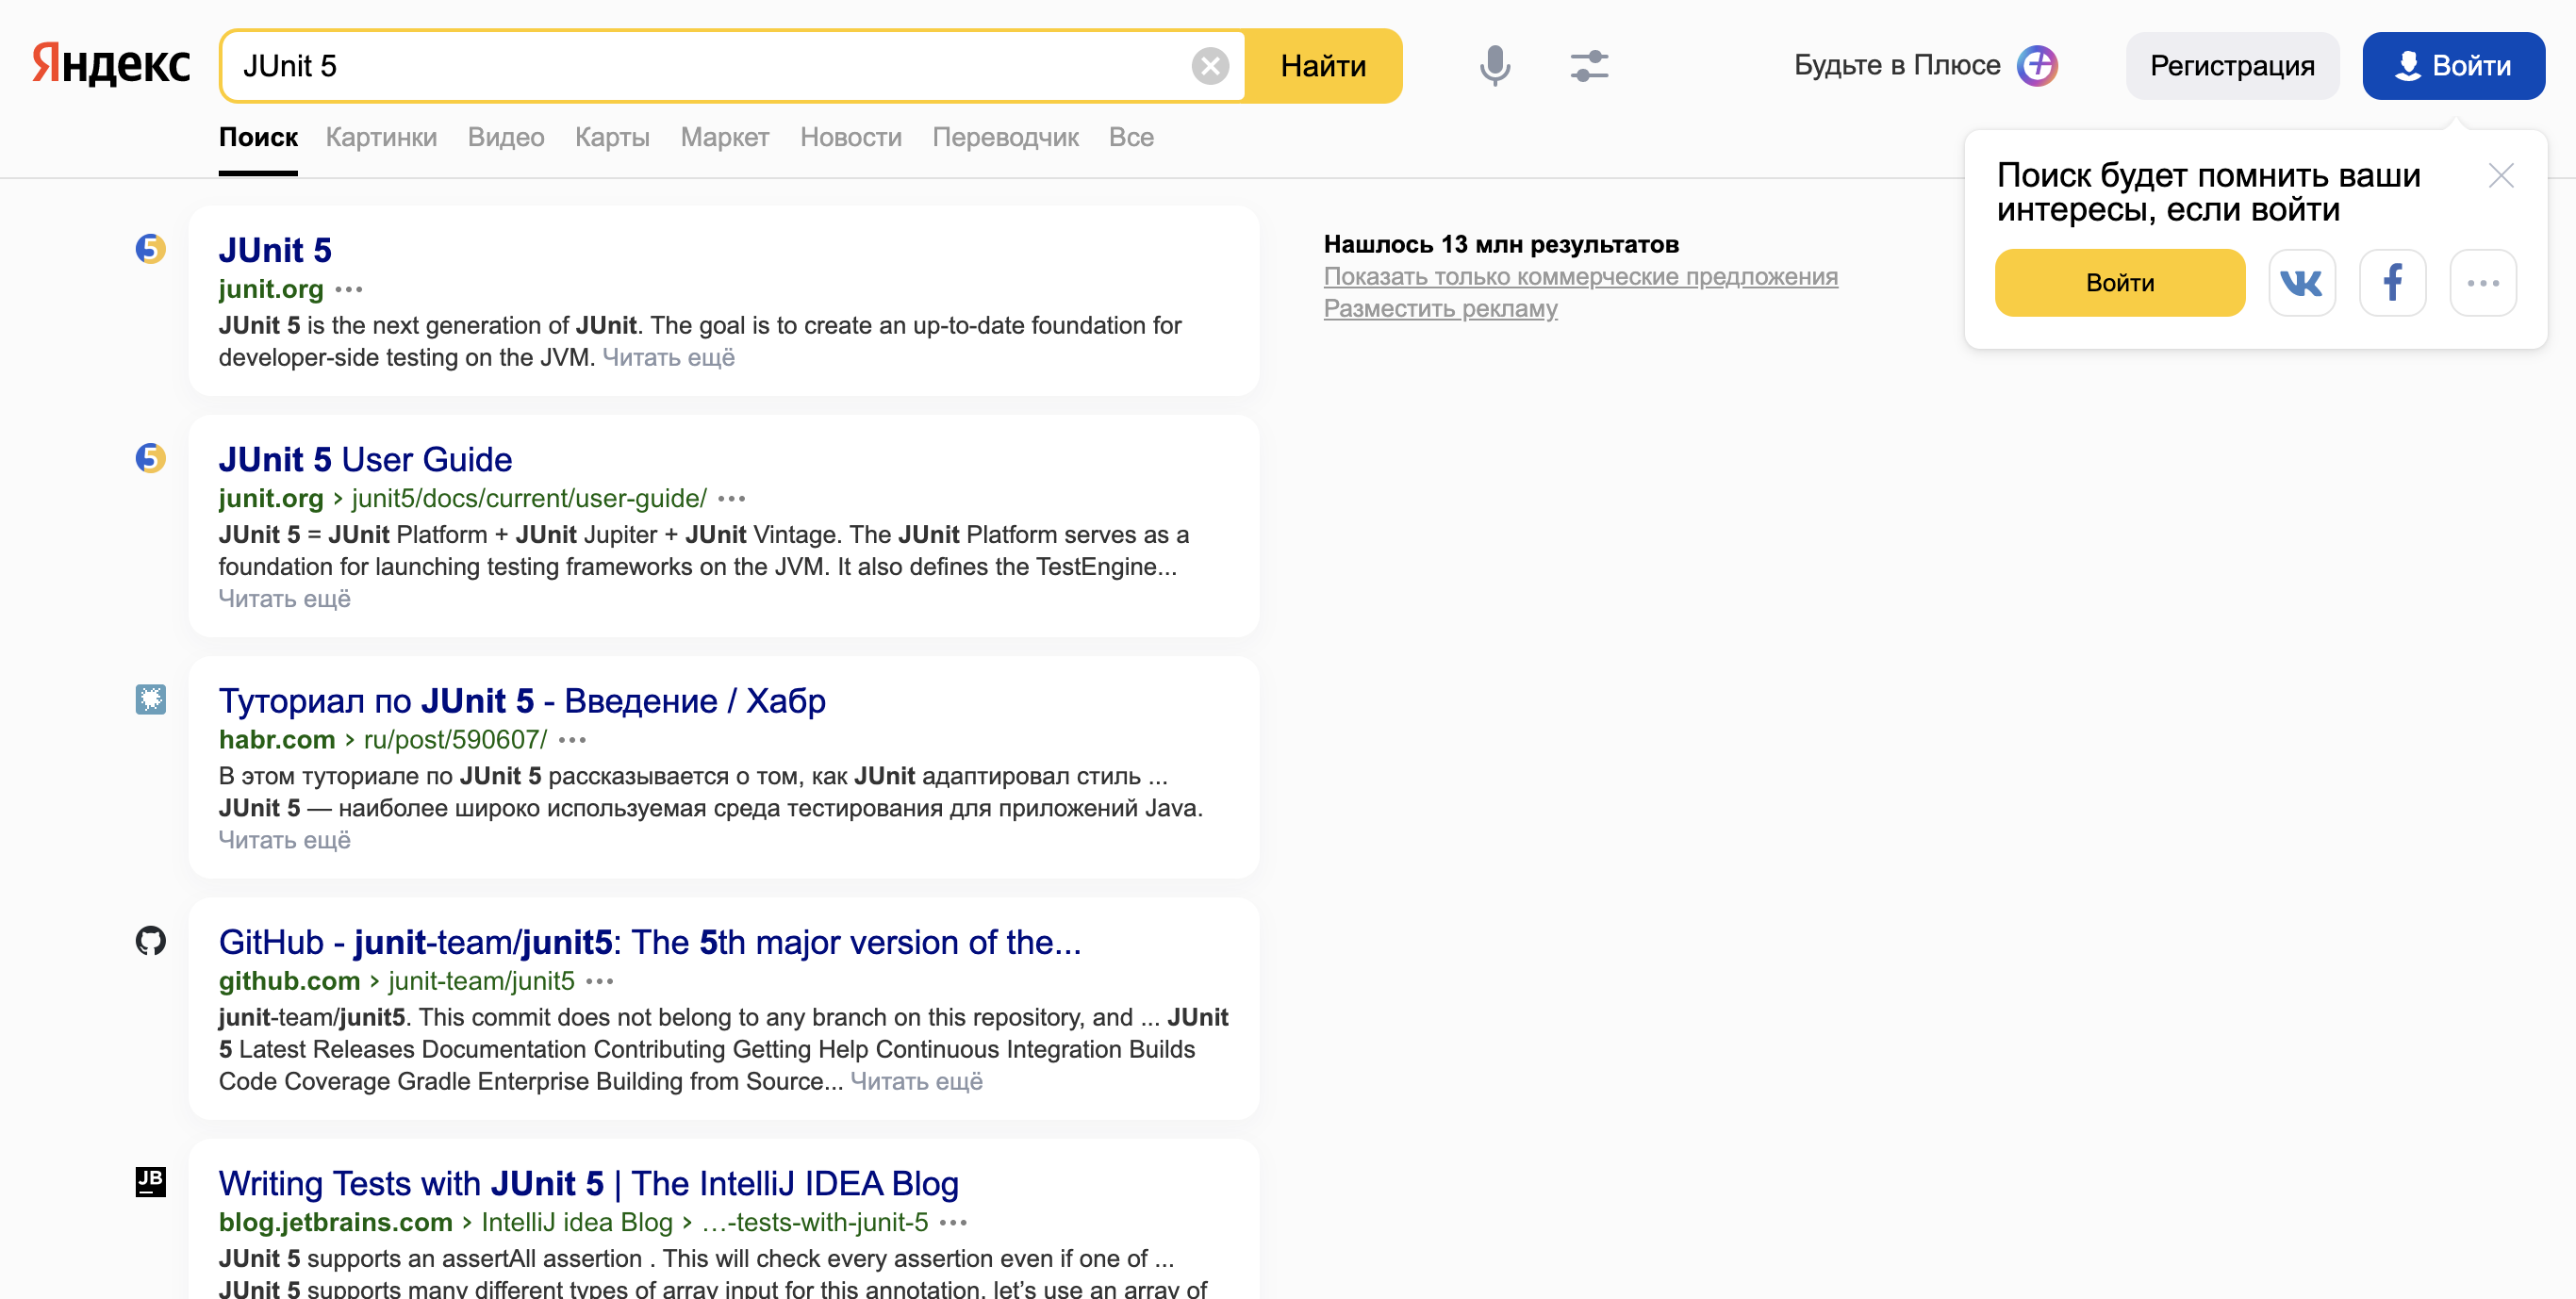 Яндекс
JUnit 5
Найти
Будьте в Плюсе
Регистрация
Войти
Поиск Картинки Видео Карты Маркет Новости Переводчик Все
Поиск будет помнить ваши
интересы, если войти
Войти
JUnit 5
junit.org
JUnit 5 is the next generation of JUnit. The goal is to create an up-to-date foundation for
developer-side testing on the JVM. Читать ещё
Нашлось 13 млн результатов
Показать только коммерческие предложения
Разместить рекламу
JUnit 5 User Guide
junit.org › junit5/docs/current/user-guide/
JUnit 5 = JUnit Platform + JUnit Jupiter + JUnit Vintage. The JUnit Platform serves as a
foundation for launching testing frameworks on the JVM. It also defines the TestEngine...
Читать ещё
Туториал по JUnit 5 - Введение / Хабр
habr.com › ru/post/590607/
В этом туториале по JUnit 5 рассказывается о том, как JUnit адаптировал стиль ...
JUnit 5 — наиболее широко используемая среда тестирования для приложений Java.
Читать ещё
GitHub - junit-team/junit5: The 5th major version of the...
github.com › junit-team/junit5
junit-team/junit5. This commit does not belong to any branch on this repository, and ... JUnit
5 Latest Releases Documentation Contributing Getting Help Continuous Integration Builds
Code Coverage Gradle Enterprise Building from Source... Читать ещё
JB
Writing Tests with JUnit 5 | The IntelliJ IDEA Blog
blog.jetbrains.com › IntelliJ idea Blog › …-tests-with-junit-5
JUnit 5 supports an assertAll assertion . This will check every assertion even if one of ...
JUnit 5 supports many different types of array input for this annotation, let’s use an array of